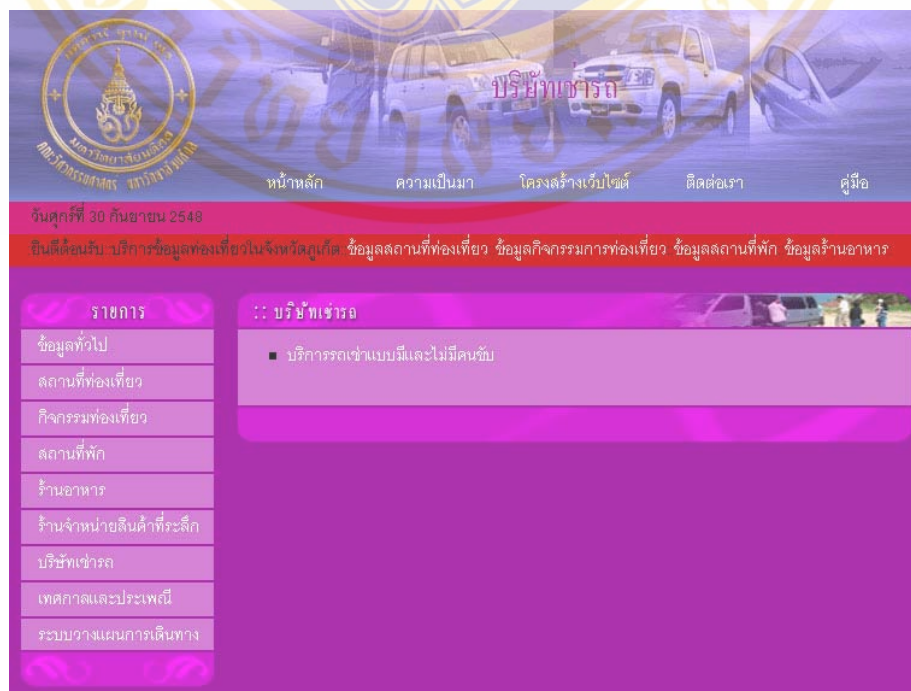 บริษัทเช่ารถ
หน้าหลัก ความเป็นมา โครงสร้างเว็บไซต์ ติดต่อเรา คู่มือ
วันศุกร์ที่ 30 กันยายน 2548
ยินดีต้อนรับ::บริการข้อมูลท่องเที่ยวในจังหวัดภูเก็ต: ข้อมูลสถานที่ท่องเที่ยว ข้อมูลกิจกรรมการท่องเที่ยว ข้อมูลสถานที่พัก ข้อมูลร้านอาหาร
รายการ
ข้อมูลทั่วไป
สถานที่ท่องเที่ยว
กิจกรรมท่องเที่ยว
สถานที่พัก
ร้านอาหาร
ร้านจำหน่ายสินค้าที่ระลึก
บริษัทเช่ารถ
เทศกาลและประเพณี
ระบบวางแผนการเดินทาง
:: บริษัทเช่ารถ
บริการรถเช่าแบบมีและไม่มีคนขับ